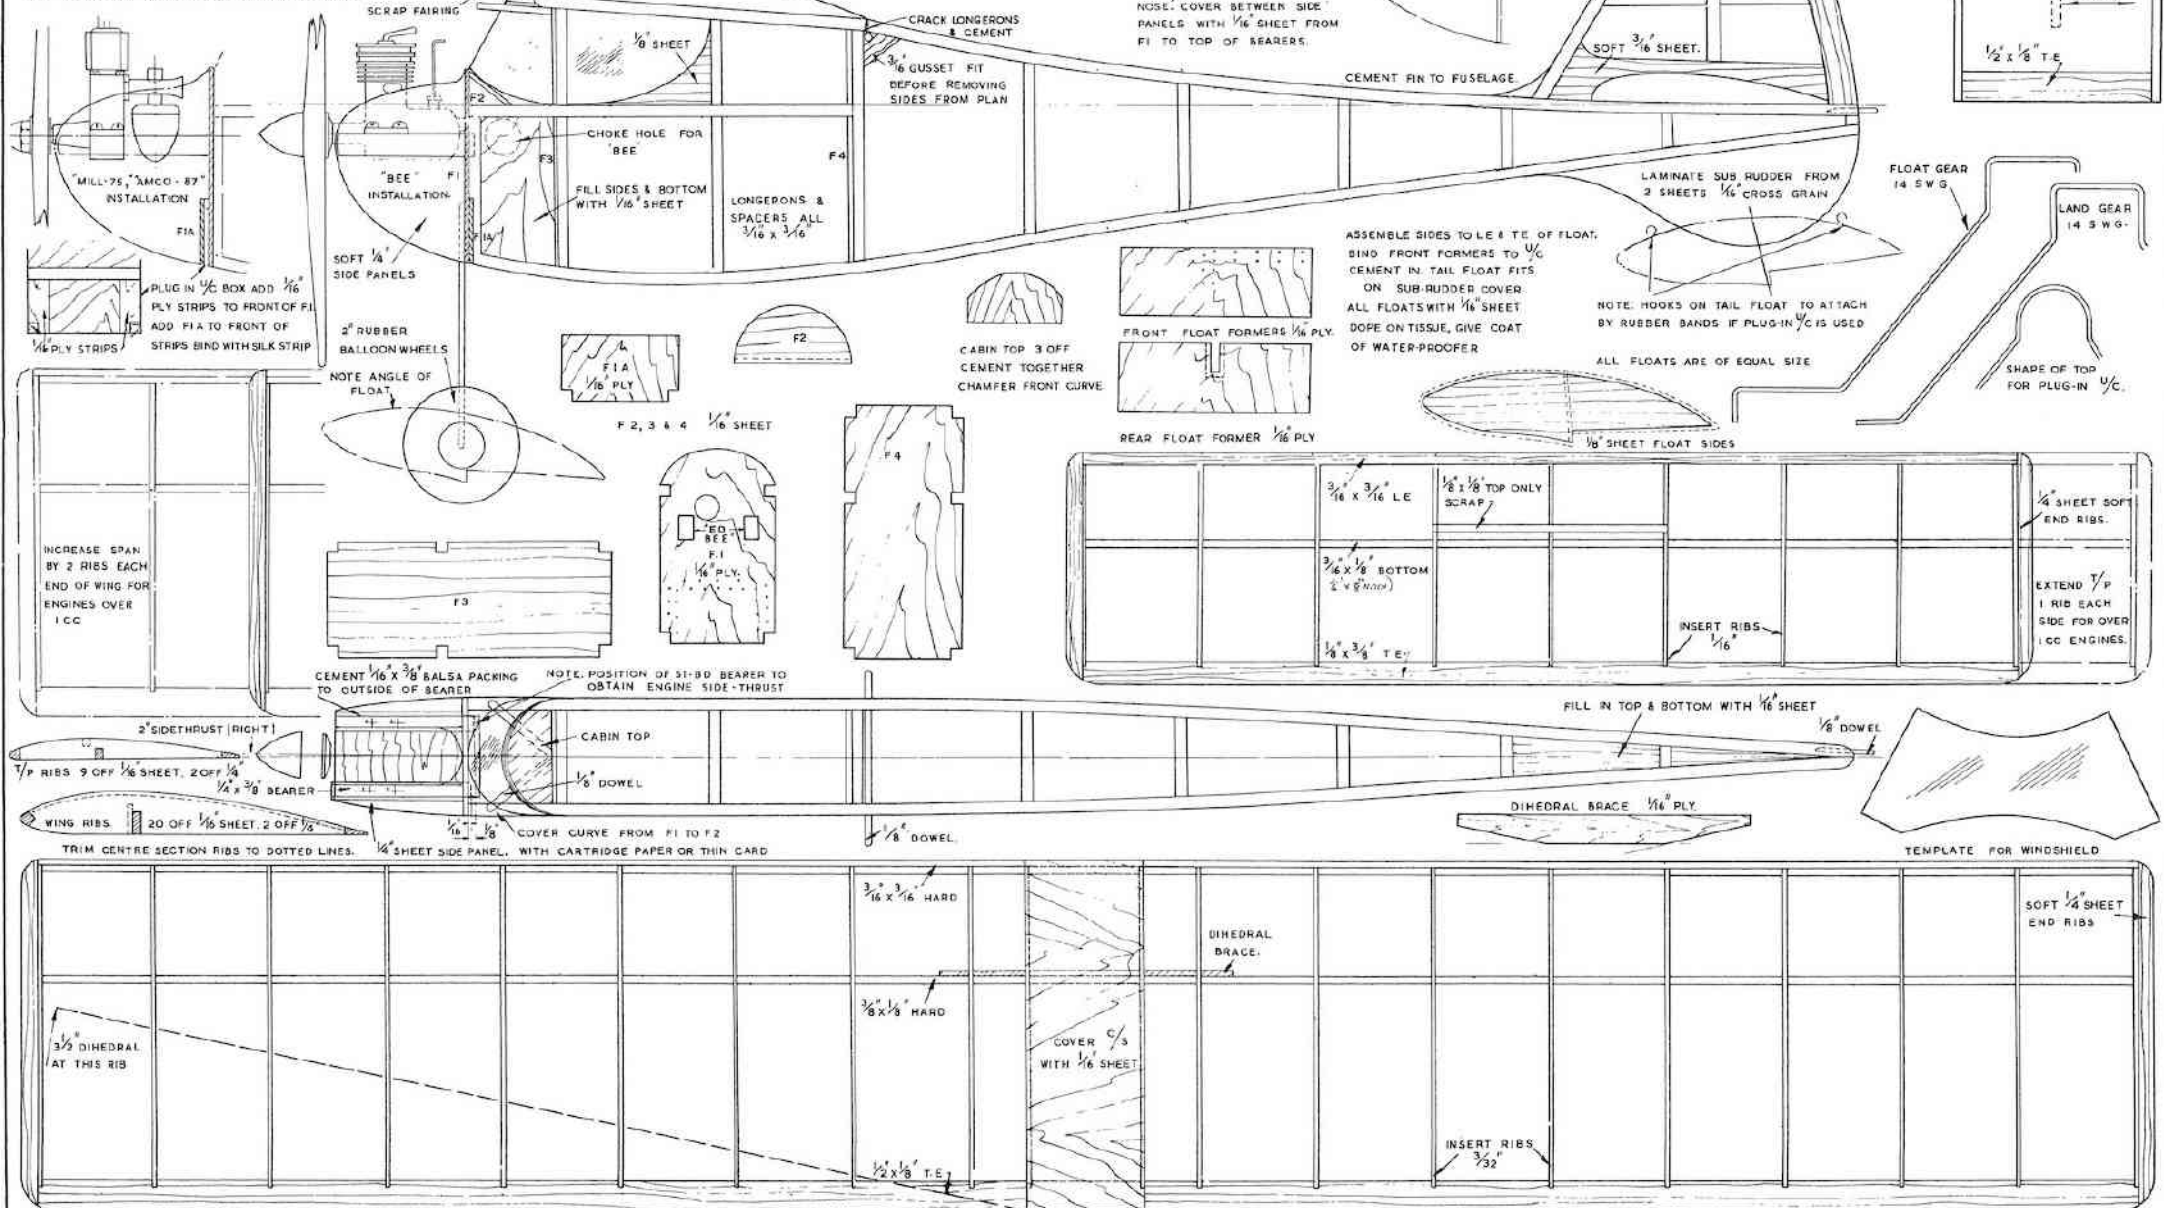 SCRAP FAIRING
1/8" SHEET
CRACK LONGERONS
& CEMENT
NOSE. COVER BETWEEN SIDE
PANELS WITH 1/16" SHEET FROM
F1 TO TOP OF BEARERS.
3/16" GUSSET FIT
BEFORE REMOVING
SIDES FROM PLAN
CEMENT FIN TO FUSELAGE.
SOFT 3/16" SHEET.
1/2" X 1/8" T.E.
"MILL-75," "AMCO-87"
INSTALLATION
F1A
"BEE"
INSTALLATION
F1
F2
F3
F4
F1A
CHOKE HOLE FOR
'BEE'
FILL SIDES & BOTTOM
WITH 1/16" SHEET
LONGERONS &
SPACERS ALL
3/16" X 3/16"
SOFT 1/4"
SIDE PANELS
LAMINATE SUB RUDDER FROM
2 SHEETS 1/16" CROSS GRAIN
FLOAT GEAR
14 S W G
LAND GEAR
14 S W G.
PLUG IN U/C BOX ADD 1/16"
PLY STRIPS TO FRONT OF F.1.
ADD F1A TO FRONT OF
STRIPS BIND WITH SILK STRIP
1/16" PLY STRIPS
2" RUBBER
BALLOON WHEELS
NOTE ANGLE OF
FLOAT
F1A
1/16" PLY
F2
F 2, 3 & 4 1/16" SHEET
CABIN TOP 3 OFF
CEMENT TOGETHER
CHAMFER FRONT CURVE
FRONT FLOAT FORMERS 1/16" PLY.
REAR FLOAT FORMER 1/16" PLY
ASSEMBLE SIDES TO LE & TE OF FLOAT.
BIND FRONT FORMERS TO U/C
CEMENT IN. TAIL FLOAT FITS
ON SUB-RUDDER COVER
ALL FLOATS WITH 1/16" SHEET
DOPE ON TISSUE, GIVE COAT
OF WATER-PROOFER
NOTE: HOOKS ON TAIL FLOAT TO ATTACH
BY RUBBER BANDS IF PLUG-IN U/C IS USED
ALL FLOATS ARE OF EQUAL SIZE
1/8" SHEET FLOAT SIDES
SHAPE OF TOP
FOR PLUG-IN U/C.
INCREASE SPAN
BY 2 RIBS EACH
END OF WING FOR
ENGINES OVER
1 CC
F3
"ED
BEE"
F.1
1/16" PLY.
F4
3/16" X 3/16" LE
1/8" X 1/8" TOP ONLY
SCRAP
3/16" X 1/8" BOTTOM
1/8" X 3/8" T E
INSERT RIBS
1/16"
1/4" SHEET SOFT
END RIBS.
EXTEND T/P
1 RIB EACH
SIDE FOR OVER
1 CC ENGINES.
CEMENT 1/16" X 3/8" BALSA PACKING
TO OUTSIDE OF BEARER
NOTE. POSITION OF ST-BD BEARER TO
OBTAIN ENGINE SIDE-THRUST
2° SIDETHRUST [RIGHT]
T/P RIBS 9 OFF 1/16" SHEET, 2 OFF 1/4"
1/4" X 3/8" BEARER
CABIN TOP
1/8" DOWEL
FILL IN TOP & BOTTOM WITH 1/16" SHEET
1/8" DOWEL
WING RIBS 20 OFF 1/16" SHEET. 2 OFF
TRIM CENTRE SECTION RIBS TO DOTTED LINES.
1/16" 1/8"
COVER CURVE FROM F1 TO F2
WITH CARTRIDGE PAPER OR THIN CARD
1/4" SHEET SIDE PANEL.
1/8" DOWEL.
DIHEDRAL BRACE 1/16" PLY.
TEMPLATE FOR WINDSHIELD
3/16" X 3/16" HARD
DIHEDRAL
BRACE.
SOFT 1/4" SHEET
END RIBS
3/8" X 1/8" HARD
3 1/2" DIHEDRAL
AT THIS RIB
COVER C/S
WITH 1/16" SHEET
INSERT RIBS
3/32"
1/2" X 1/8" T.E.